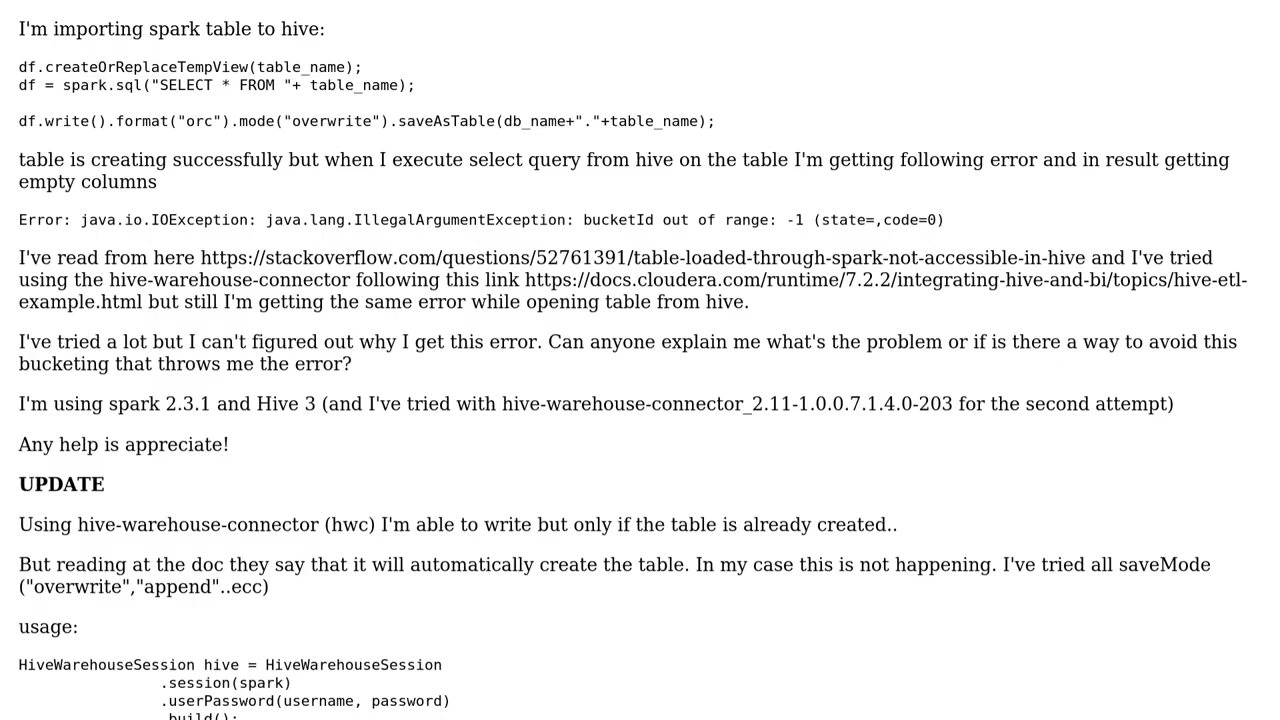 I'm importing spark table to hive:
df.createOrReplaceTempView(table_name);
df = spark.sql("SELECT * FROM "+ table_name);
df.write().format("orc").mode("overwrite").saveAsTable(db_name+"."+table_name);
table is creating successfully but when I execute select query from hive on the table I'm getting following error and in result getting
empty columns
Error: java.io.IOException: java.lang.IllegalArgumentException: bucketId out of range: -1 (state=,code=0)
I've read from here https://stackoverflow.com/questions/52761391/table-loaded-through-spark-not-accessible-in-hive and I've tried
using the hive-warehouse-connector following this link https://docs.cloudera.com/runtime/7.2.2/integrating-hive-and-bi/topics/hive-etl-
example.html but still I'm getting the same error while opening table from hive.
I've tried a lot but I can't figured out why I get this error. Can anyone explain me what's the problem or if is there a way to avoid this
bucketing that throws me the error?
I'm using spark 2.3.1 and Hive 3 (and I've tried with hive-warehouse-connector_2.11-1.0.0.7.1.4.0-203 for the second attempt)
Any help is appreciate!
UPDATE
Using hive-warehouse-connector (hwc) I'm able to write but only if the table is already created..
But reading at the doc they say that it will automatically create the table. In my case this is not happening. I've tried all saveMode
("overwrite","append"..ecc)
usage:
HiveWarehouseSession hive = HiveWarehouseSession
.session(spark)
.userPassword(username, password)
.build();